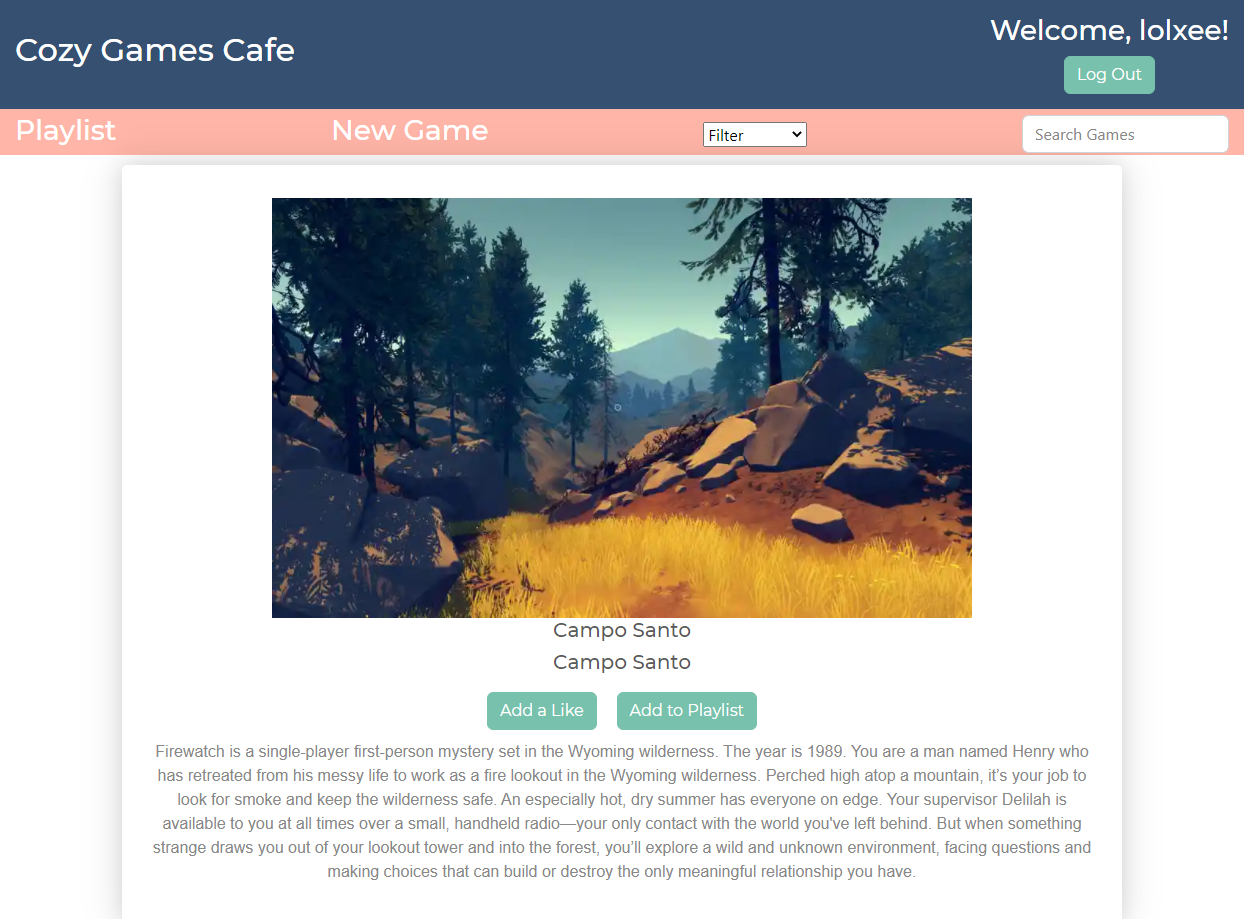 Cozy Games Cafe
Welcome, lolxee!
Log Out
Playlist
New Game
Filter
Search Games
Campo Santo
Campo Santo
Add a Like
Add to Playlist
Firewatch is a single-player first-person mystery set in the Wyoming wilderness. The year is 1989. You are a man named Henry who
has retreated from his messy life to work as a fire lookout in the Wyoming wilderness. Perched high atop a mountain, it’s your job to
look for smoke and keep the wilderness safe. An especially hot, dry summer has everyone on edge. Your supervisor Delilah is
available to you at all times over a small, handheld radio—your only contact with the world you've left behind. But when something
strange draws you out of your lookout tower and into the forest, you’ll explore a wild and unknown environment, facing questions and
making choices that can build or destroy the only meaningful relationship you have.